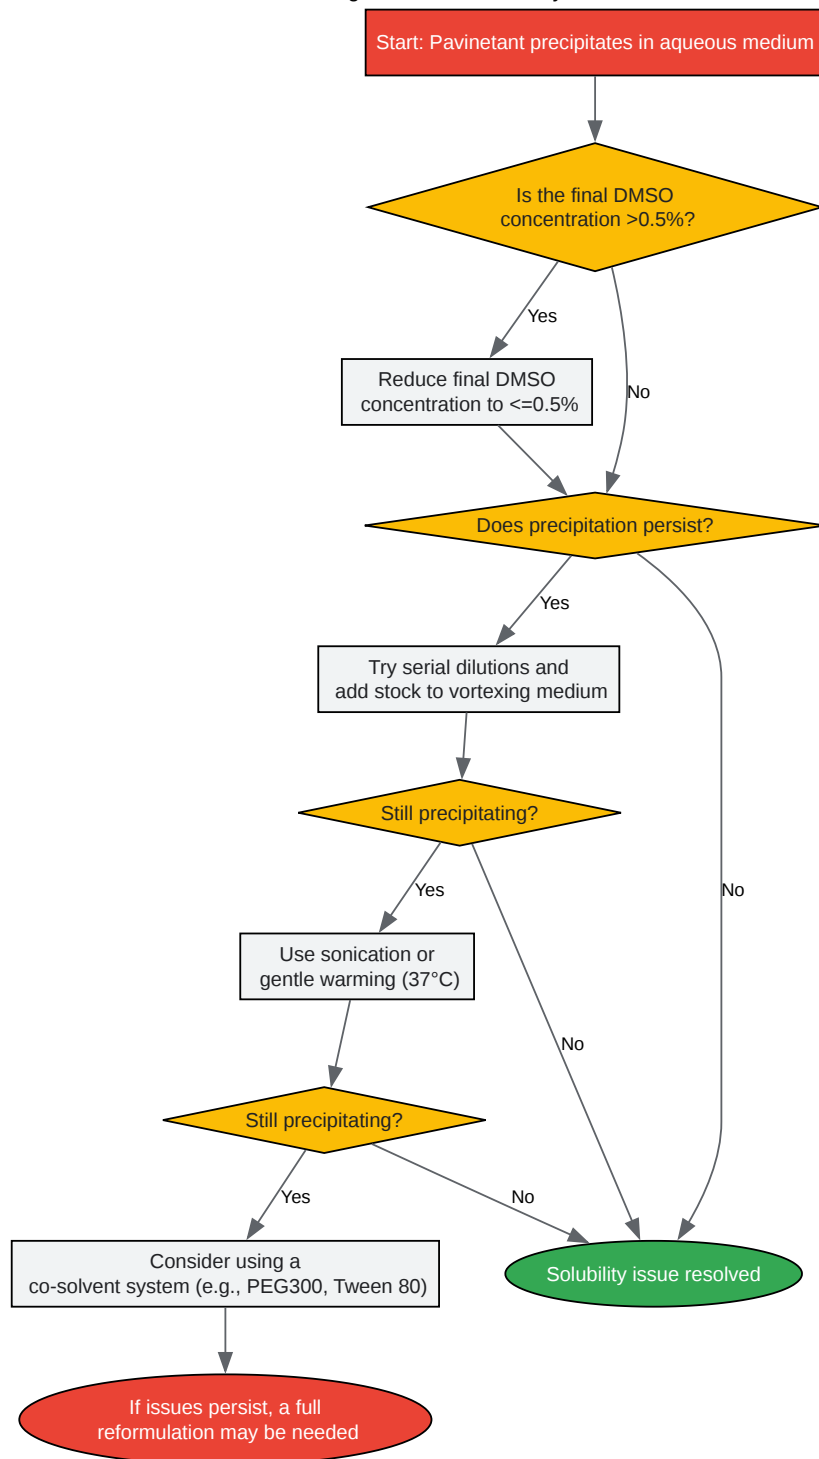 Start: Pavinetant precipitates in aqueous medium
Is the final DMSO
concentration >0.5%?
Yes
No
Reduce final DMSO
concentration to <=0.5%
Does precipitation persist?
Yes
No
Try serial dilutions and
add stock to vortexing medium
Still precipitating?
Yes
No
Use sonication or
gentle warming (37°C)
Still precipitating?
Yes
No
Consider using a
co-solvent system (e.g., PEG300, Tween 80)
Solubility issue resolved
If issues persist, a full
reformulation may be needed